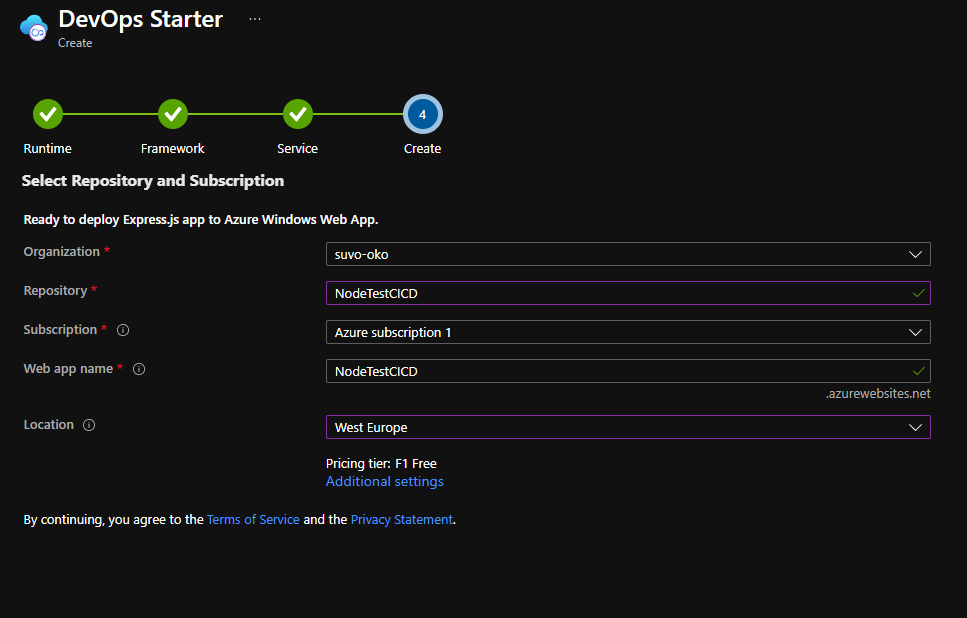 DevOps Starter ...
Create
4
Runtime Framework Service Create
Select Repository and Subscription
Ready to deploy Express.js app to Azure Windows Web App.
Organization * suvo-oko
Repository * NodeTestCICD
Subscription * Azure subscription 1
Web app name * NodeTestCICD
.azurewebsites.net
Location West Europe
Pricing tier: F1 Free
Additional settings
By continuing, you agree to the Terms of Service and the Privacy Statement.